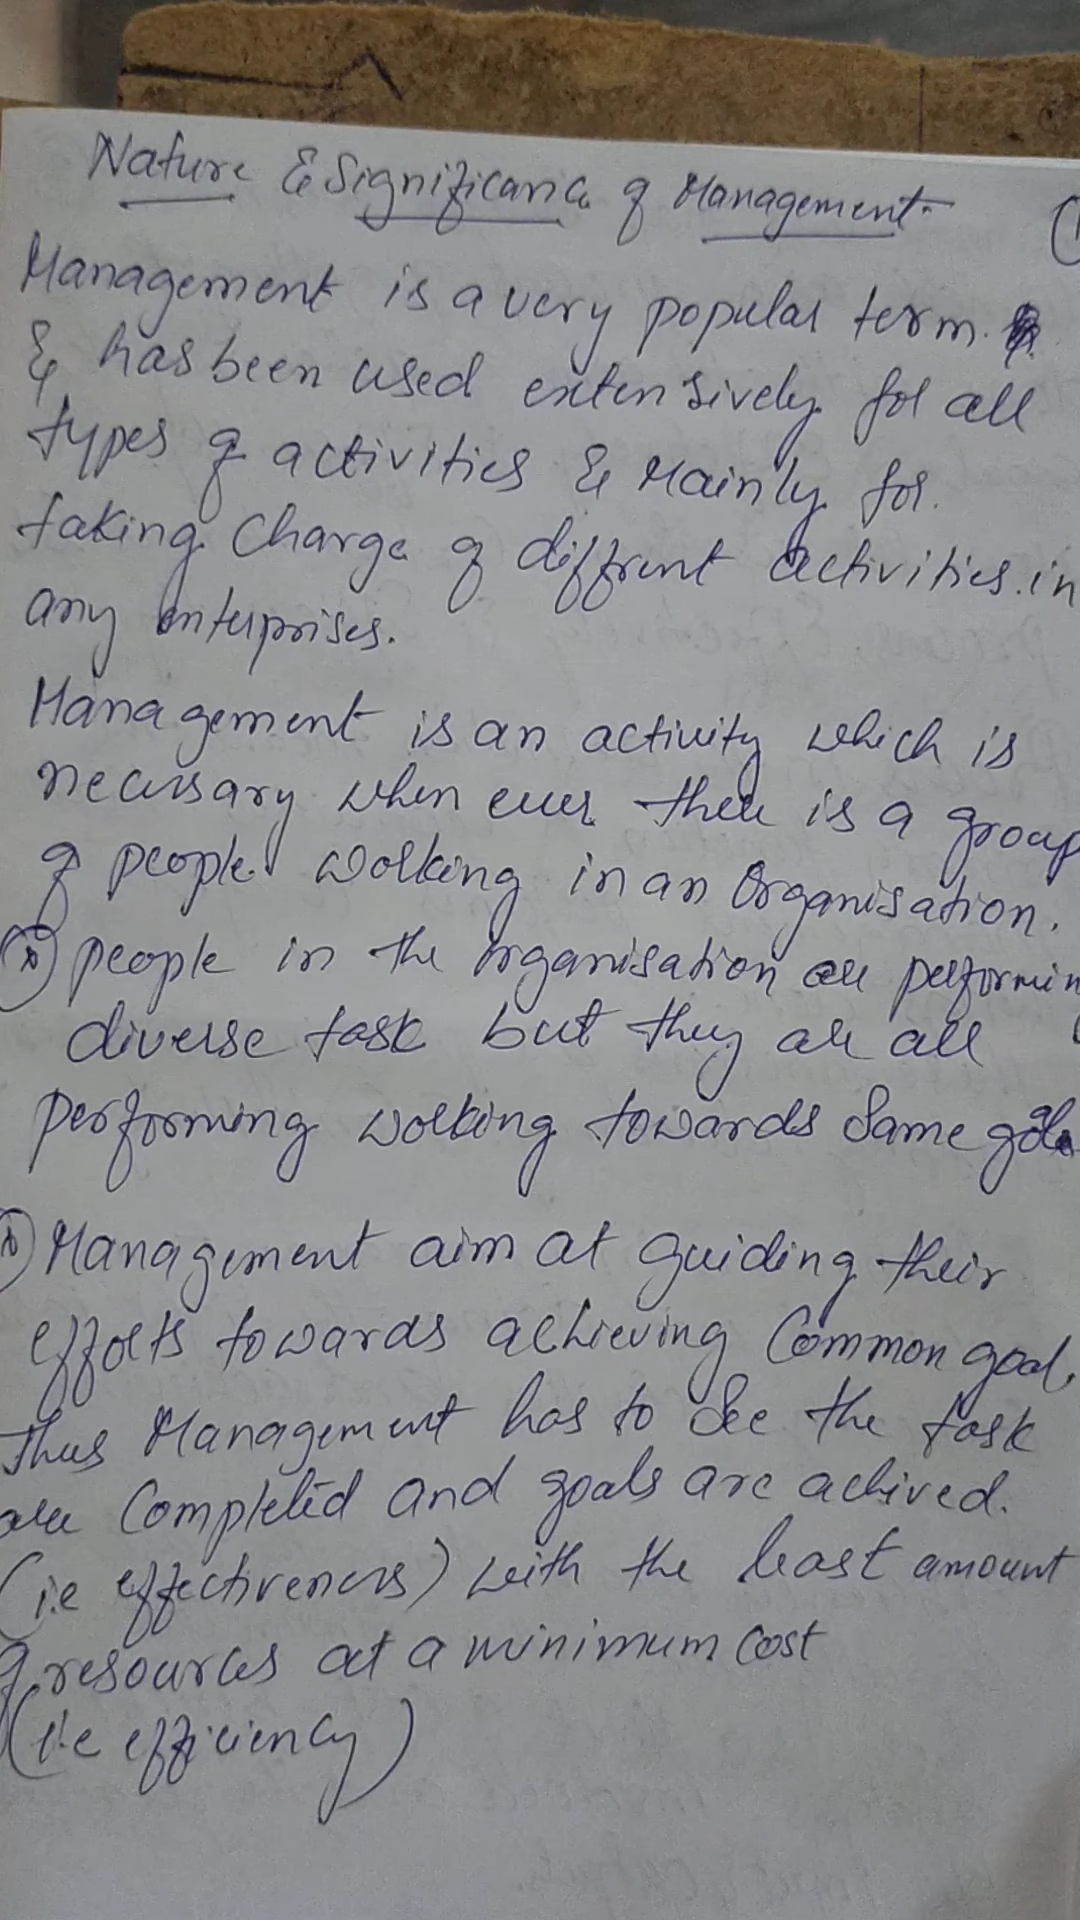 Nature & Significance of Management.
Management is a very popular term.
& has been used extensively for all
types of activities & Mainly for.
taking Charge of diffrent activities. in
any enterprises.
Management is an activity which is
necessary when ever there is a group
of people working in an Organisation.
people in the organisation are performin
diverse task but they are all
performing working towards Same goal
Management aim at guiding their
efforts towards achieving Common goal.
Thus Management has to See the task
are Completed and goals are achived.
(i.e effectiveness) with the least amount
of resources at a minimum Cost
(i.e efficiency)